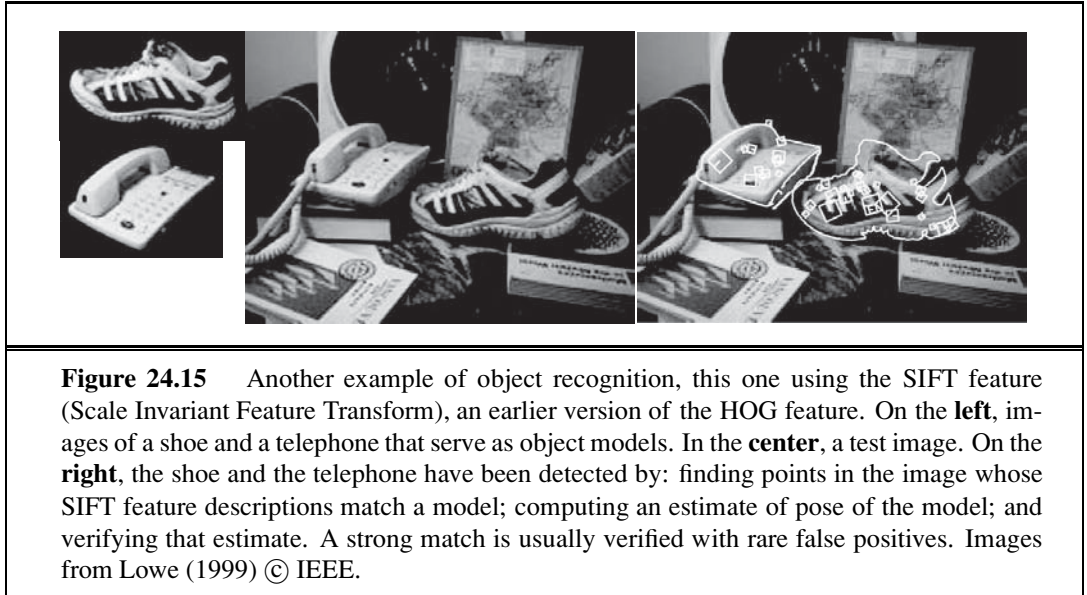 Figure 24.15 Another example of object recognition, this one using the SIFT feature
(Scale Invariant Feature Transform), an earlier version of the HOG feature. On the left, im-
ages of a shoe and a telephone that serve as object models. In the center, a test image. On the
right, the shoe and the telephone have been detected by: finding points in the image whose
SIFT feature descriptions match a model; computing an estimate of pose of the model; and
verifying that estimate. A strong match is usually verified with rare false positives. Images
from Lowe (1999) © IEEE.